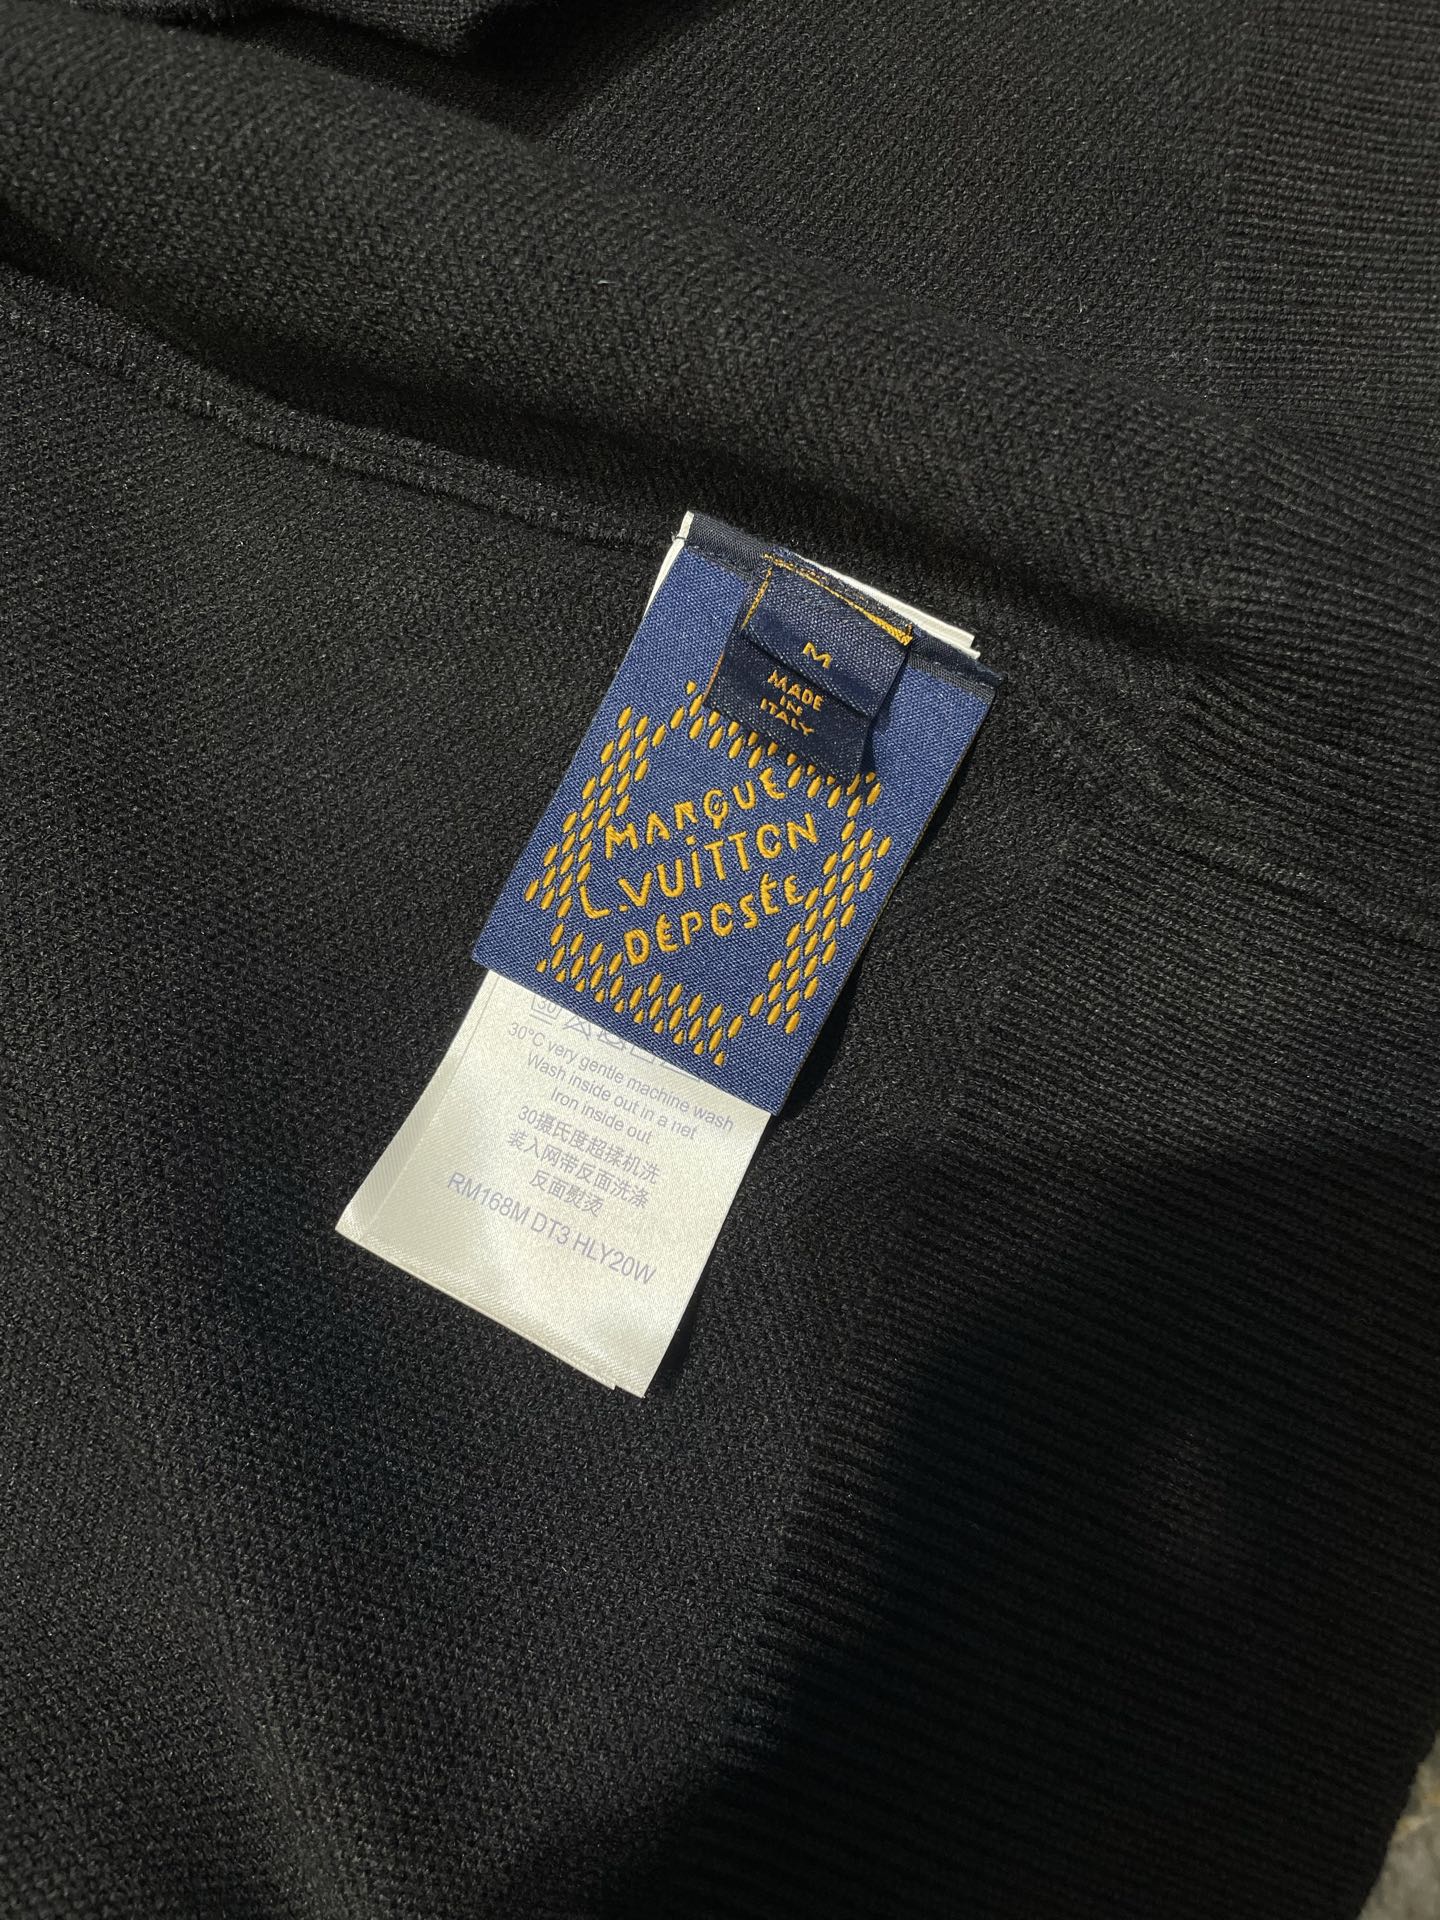 M
MADE
IN
ITALY
MARQUE
L.VUITTON
DÉPOSÉE
30
30°C very gentle machine wash
Wash inside out in a net
Iron inside out
30摄氏度超揉机洗
装入网带反面洗涤
反面熨烫
RM168M DT3 HLY20W